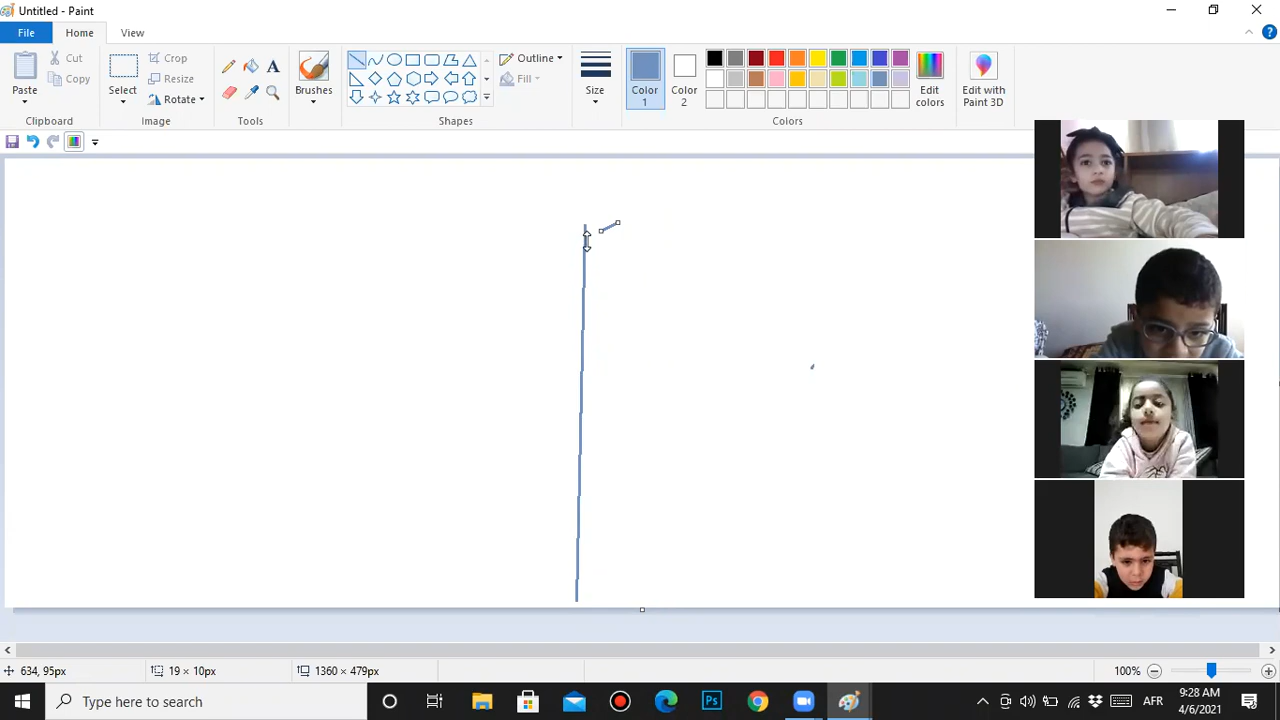 Untitled - Paint
File
Home
View
Paste
Cut
Copy
Clipboard
Select
Crop
Resize
Rotate
Image
A
Tools
Brushes
Outline
Fill
Shapes
Size
Color
1
Color
2
Edit
colors
Edit with
Paint 3D
Colors
634, 95px
19 × 10px
1360 × 479px
100%
Type here to search
Ps
AFR
9:28 AM
4/6/2021